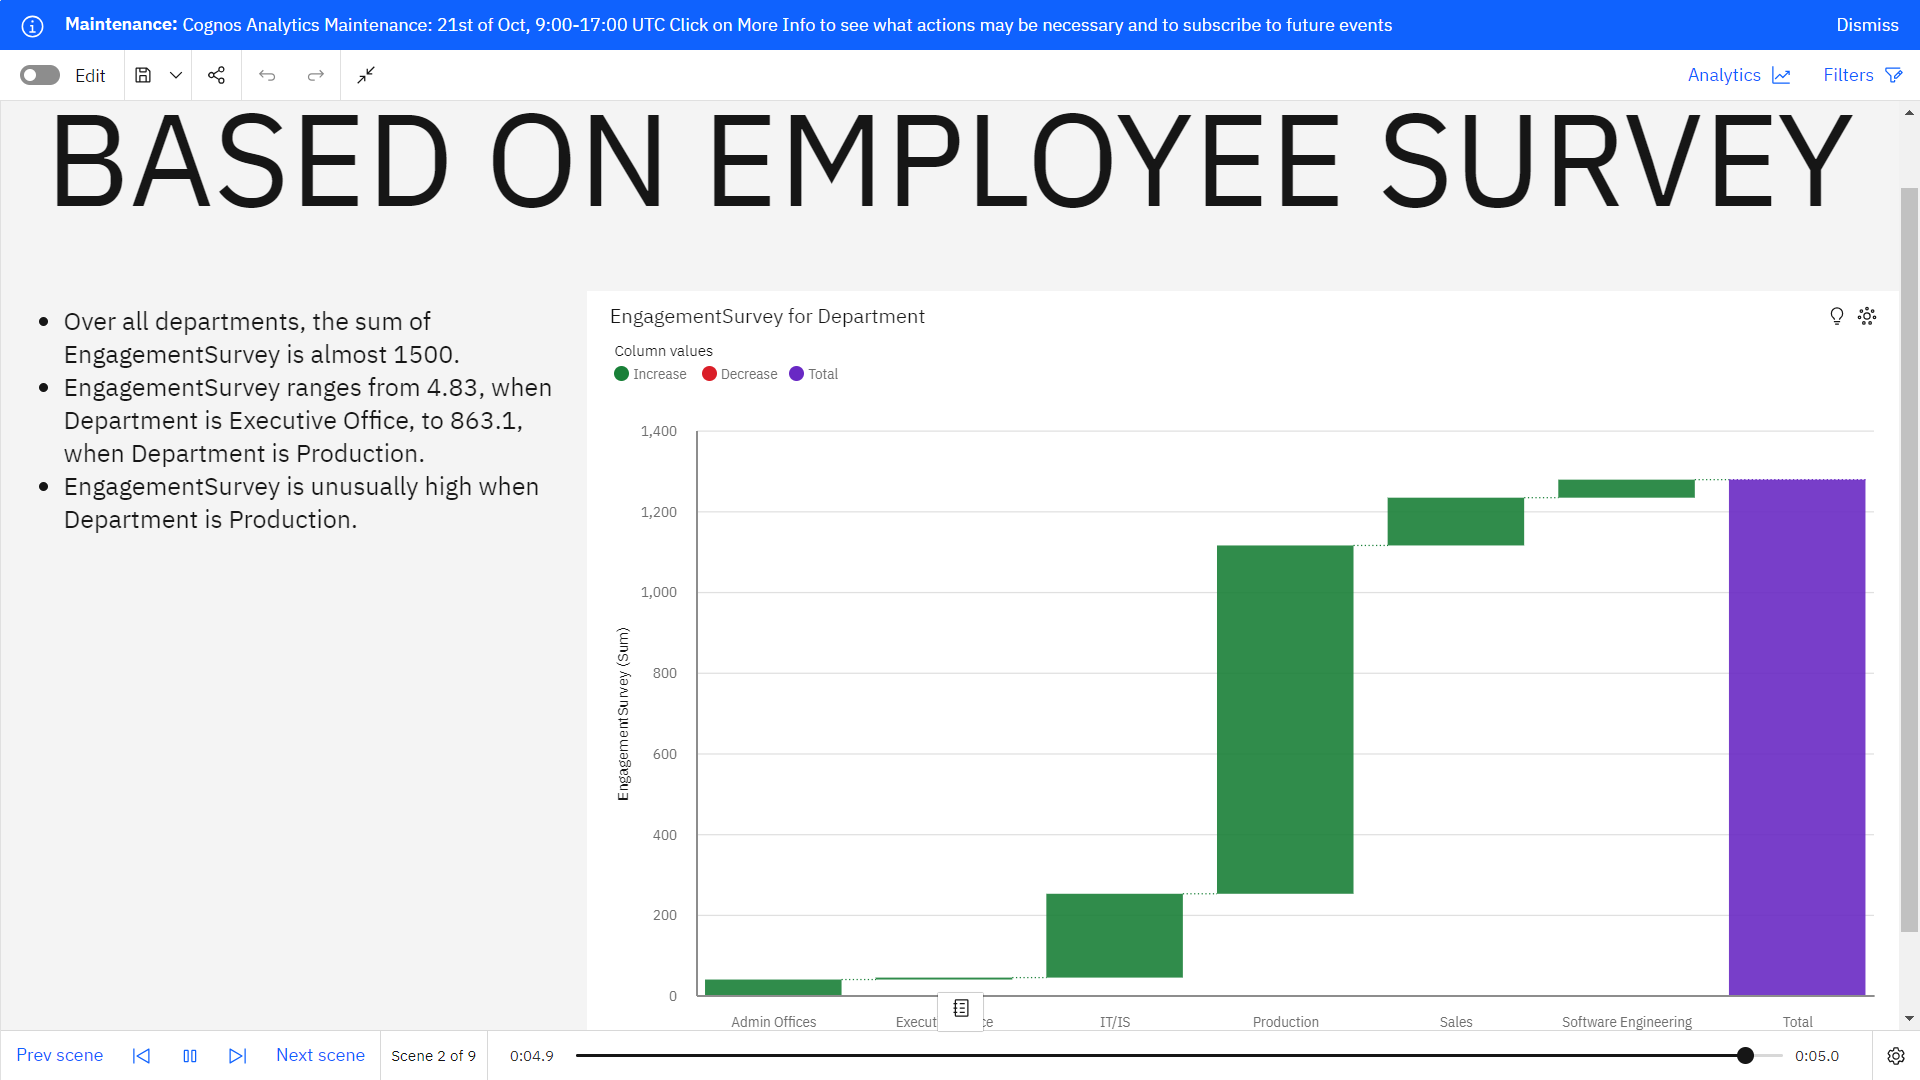 Maintenance: Cognos Analytics Maintenance: 21st of Oct, 9:00-17:00 UTC Click on More Info to see what actions may be necessary and to subscribe to future events
Dismiss
Edit
Analytics
Filters
BASED ON EMPLOYEE SURVEY
Over all departments, the sum of
EngagementSurvey is almost 1500.
EngagementSurvey ranges from 4.83, when
Department is Executive Office, to 863.1,
when Department is Production.
EngagementSurvey is unusually high when
Department is Production.
EngagementSurvey for Department
Column values
Increase Decrease Total
1,400
1,200
1,000
800
600
400
200
0
EngagementSurvey (Sum)
Admin Offices IT/IS Production Sales Software Engineering Total
Prev scene
Next scene
Scene 2 of 9
0:04.9
0:05.0